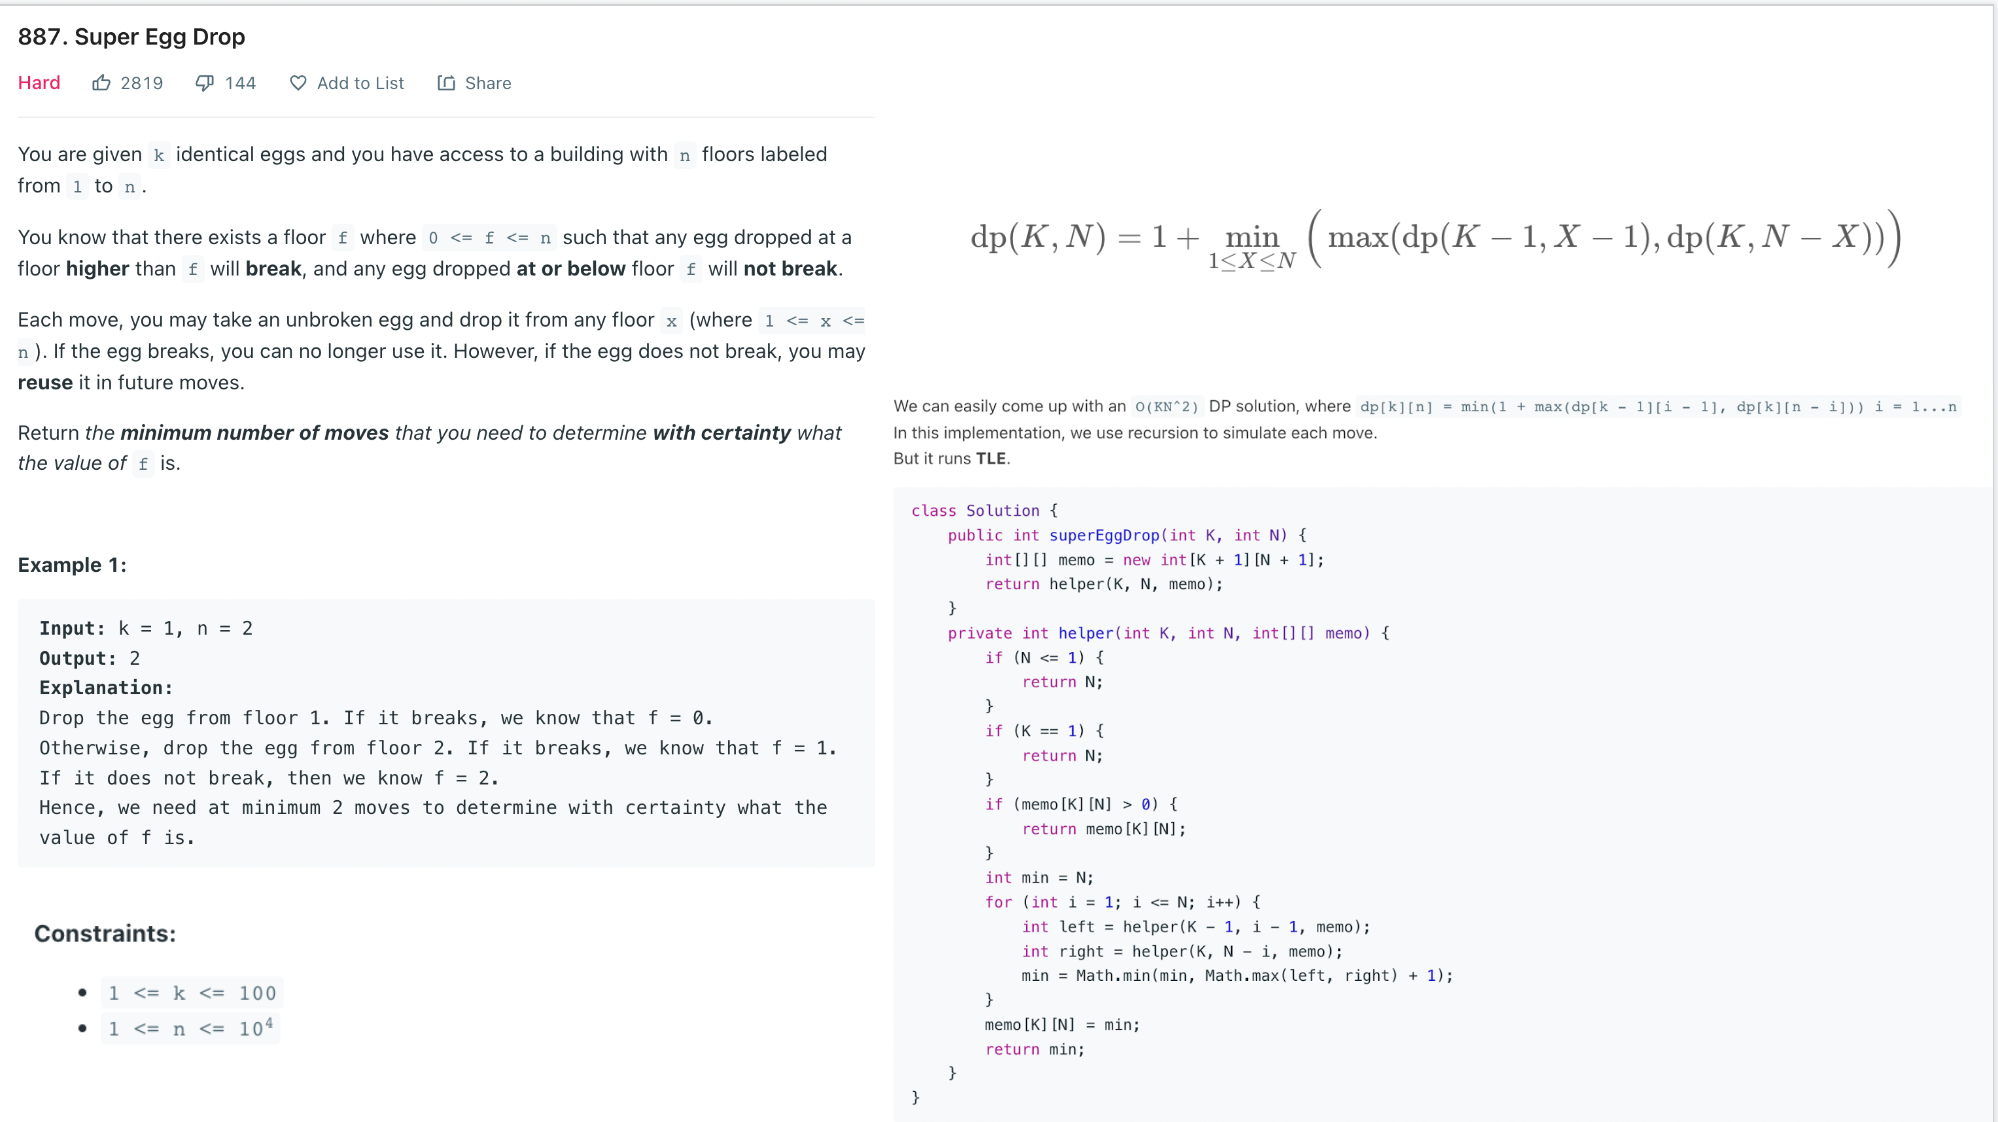 887. Super Egg Drop
Hard 2819 144 Add to List Share
You are given k identical eggs and you have access to a building with n floors labeled
from 1 to n .
You know that there exists a floor f where 0 <= f <= n such that any egg dropped at a
floor higher than f will break, and any egg dropped at or below floor f will not break.
Each move, you may take an unbroken egg and drop it from any floor x (where 1 <= x <=
n ). If the egg breaks, you can no longer use it. However, if the egg does not break, you may
reuse it in future moves.
Return the minimum number of moves that you need to determine with certainty what
the value of f is.
Example 1:
Input: k = 1, n = 2
Output: 2
Explanation:
Drop the egg from floor 1. If it breaks, we know that f = 0.
Otherwise, drop the egg from floor 2. If it breaks, we know that f = 1.
If it does not break, then we know f = 2.
Hence, we need at minimum 2 moves to determine with certainty what the
value of f is.
Constraints:
• 1 <= k <= 100
• 1 <= n <= 10⁴
dp(K, N) = 1 + min 1≤X≤N (max(dp(K − 1, X − 1), dp(K, N − X)))
We can easily come up with an O(KN^2) DP solution, where dp[k][n] = min(1 + max(dp[k - 1][i - 1], dp[k][n - i])) i = 1...n
In this implementation, we use recursion to simulate each move.
But it runs TLE.
class Solution {
    public int superEggDrop(int K, int N) {
        int[][] memo = new int[K + 1][N + 1];
        return helper(K, N, memo);
    }
    private int helper(int K, int N, int[][] memo) {
        if (N <= 1) {
            return N;
        }
        if (K == 1) {
            return N;
        }
        if (memo[K][N] > 0) {
            return memo[K][N];
        }
        int min = N;
        for (int i = 1; i <= N; i++) {
            int left = helper(K - 1, i - 1, memo);
            int right = helper(K, N - i, memo);
            min = Math.min(min, Math.max(left, right) + 1);
        }
        memo[K][N] = min;
        return min;
    }
}